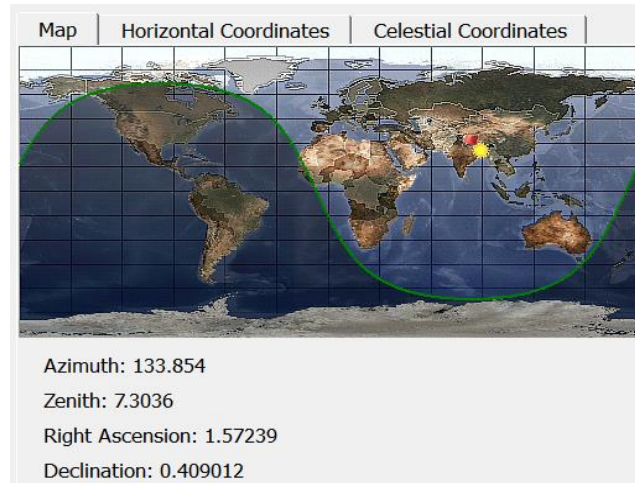 Map Horizontal Coordinates Celestial Coordinates
Azimuth: 133.854
Zenith: 7.3036
Right Ascension: 1.57239
Declination: 0.409012